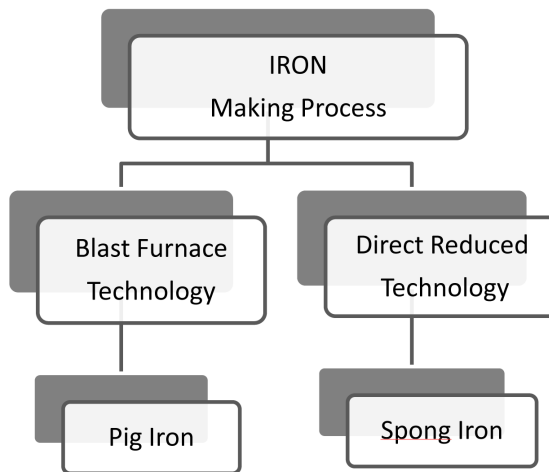 IRON
Making Process
Blast Furnace
Technology
Direct Reduced
Technology
Pig Iron
Spong Iron